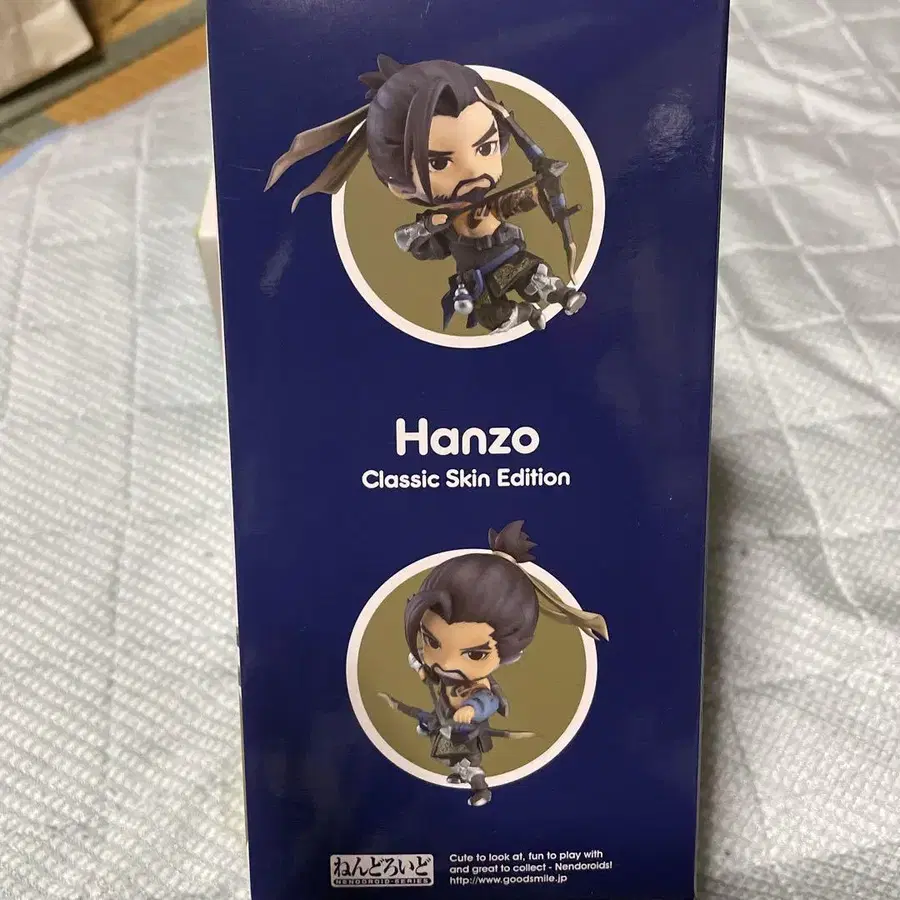 Hanzo
Classic Skin Edition
ねんどろいど
NENDOROID-SERIES
Cute to look at, fun to play with
and great to collect - Nendoroids!
http://www.goodsmile.jp